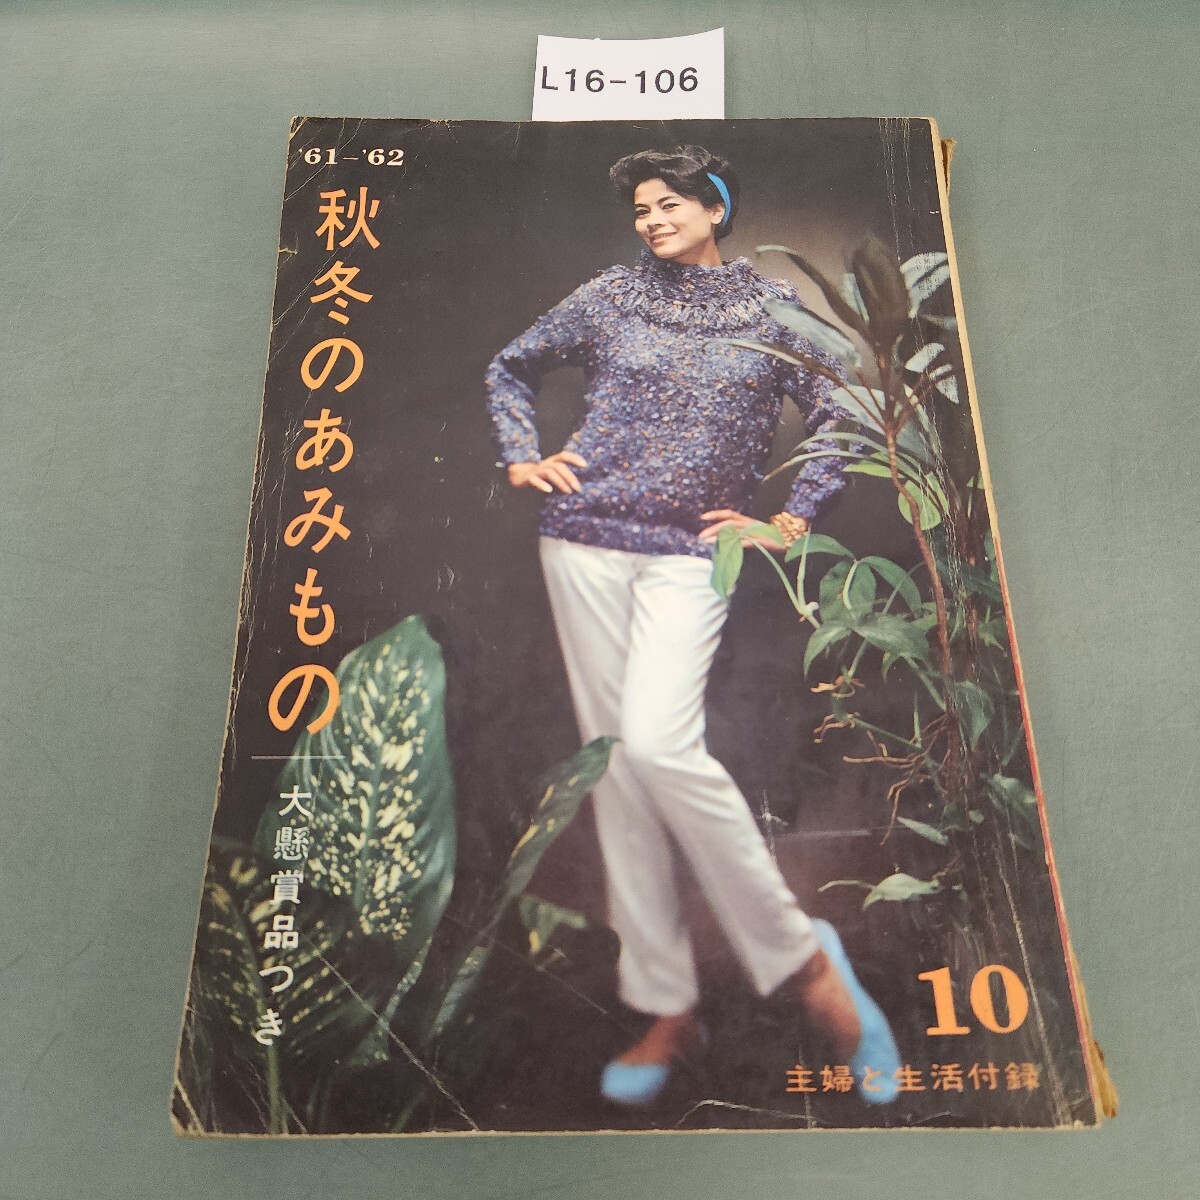 L16-106
'61-'62
秋冬のあみもの
大懸賞品つき
10
主婦と生活付録